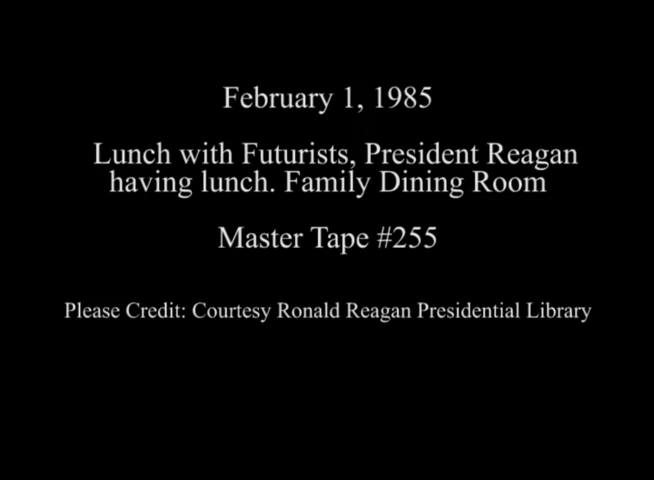 February 1, 1985
Lunch with Futurists, President Reagan
having lunch. Family Dining Room
Master Tape #255
Please Credit: Courtesy Ronald Reagan Presidential Library